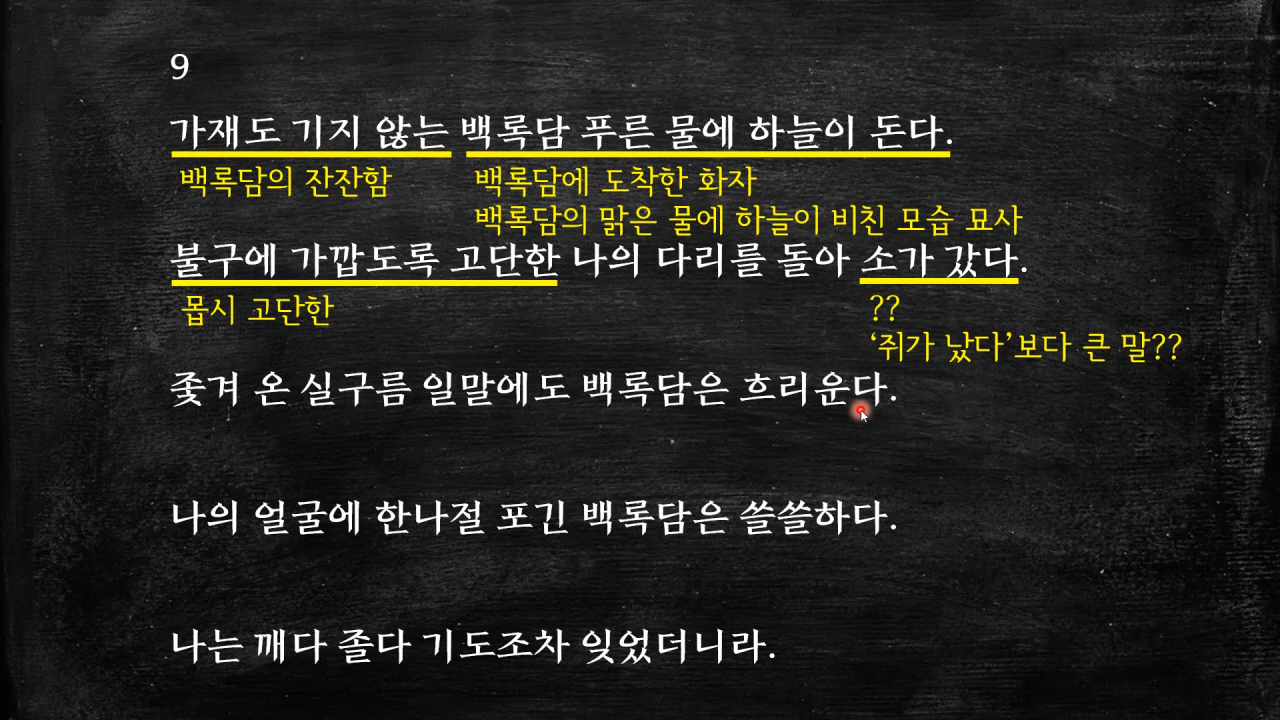 9
가재도 기지 않는 백록담 푸른 물에 하늘이 돈다.
백록담의 잔잔함 백록담에 도착한 화자
백록담의 맑은 물에 하늘이 비친 모습 묘사
불구에 가깝도록 고단한 나의 다리를 돌아 소가 갔다.
몹시 고단한 ??
‘쥐가 났다’보다 큰 말??
좇겨 온 실구름 일말에도 백록담은 흐리운다.
나의 얼굴에 한나절 포긴 백록담은 쓸쓸하다.
나는 깨다 졸다 기도조차 잊었더니라.